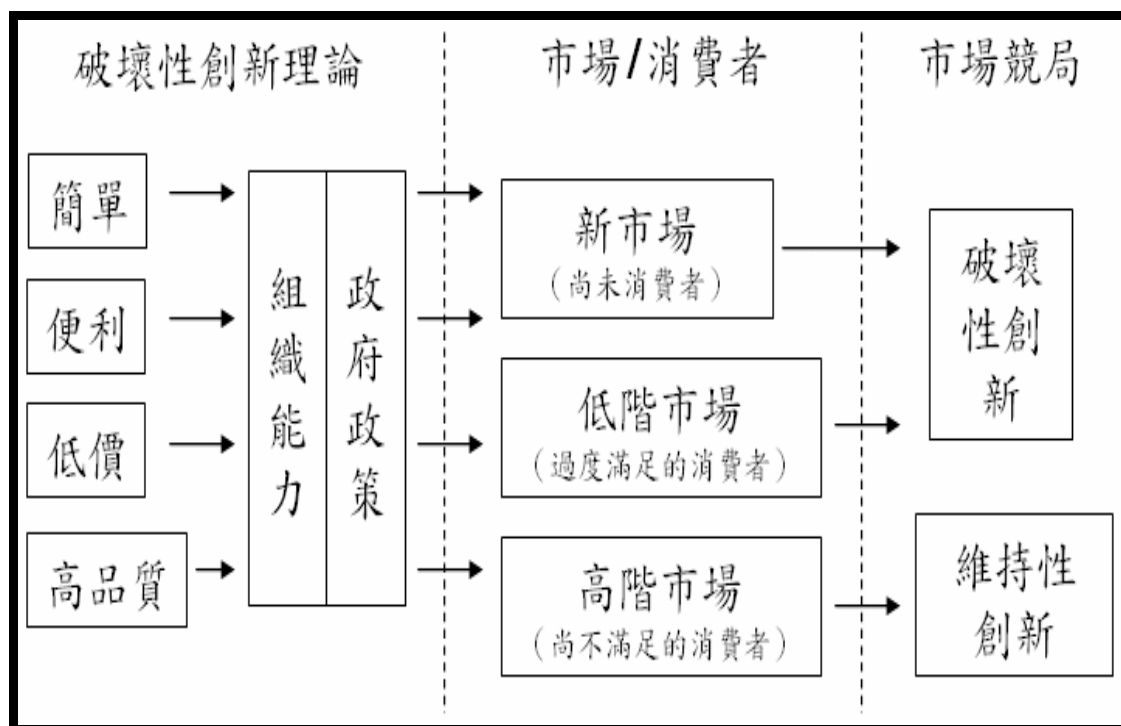 破壞性創新理論
市場/消費者
市場競局
簡單
便利
低價
高品質
組織能力
政府政策
新市場
(尚未消費者)
低階市場
(過度滿足的消費者)
高階市場
(尚不滿足的消費者)
破壞
性創
新
維持性
創新